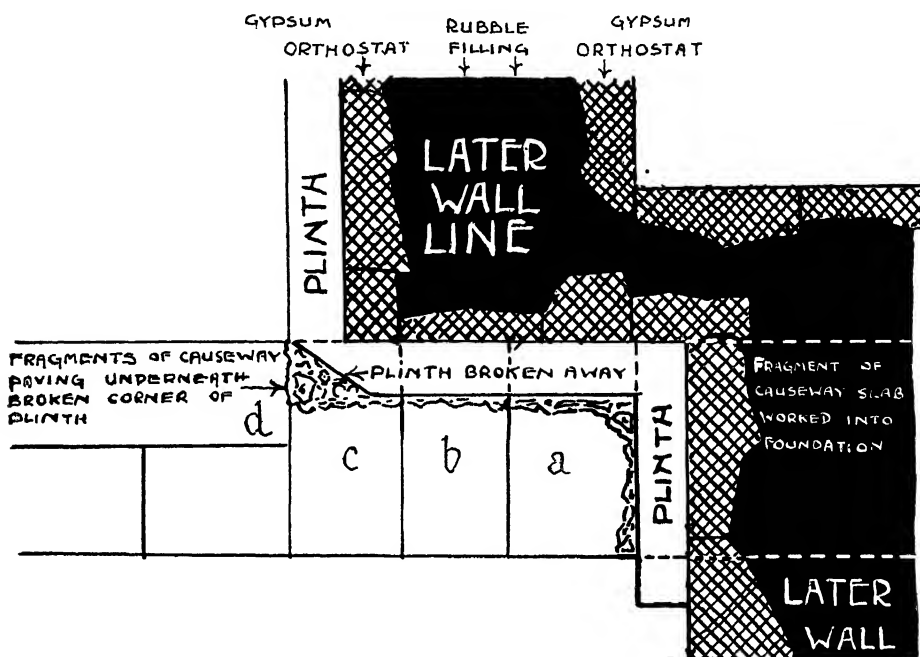 GYPSUM
ORTHOSTAT
RUBBLE
FILLING
GYPSUM
ORTHOSTAT
LATER
WALL
LINE
PLINTH
FRAGMENTS OF CAUSEWAY
PAVING UNDERNEATH
BROKEN CORNER OF
PLINTH
PLINTH BROKEN AWAY
FRAGMENT OF
CAUSEWAY SLAB
WORKED INTO
FOUNDATION
d
c
b
a
PLINTH
LATER
WALL